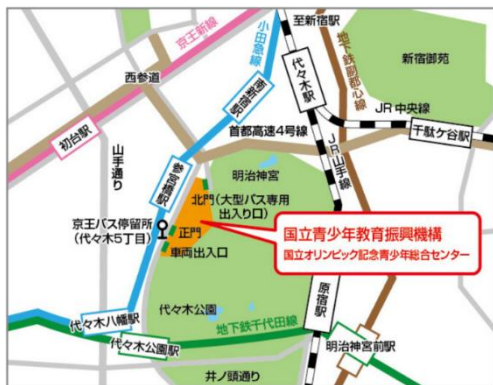 至新宿駅
小田急線
京王新線
地下鉄副都心線
新宿御苑
西参道
代々木駅
南新宿駅
JR中央線
千駄ケ谷駅
初台駅
首都高速4号線
山手通り
JR山手線
参宮橋駅
明治神宮
北門(大型バス専用
出入り口)
京王バス停留所
(代々木5丁目)
正門
車両出入口
国立青少年教育振興機構
国立オリンピック記念青少年総合センター
原宿駅
代々木公園
代々木八幡駅
地下鉄千代田線
代々木公園駅
明治神宮前駅
井ノ頭通り